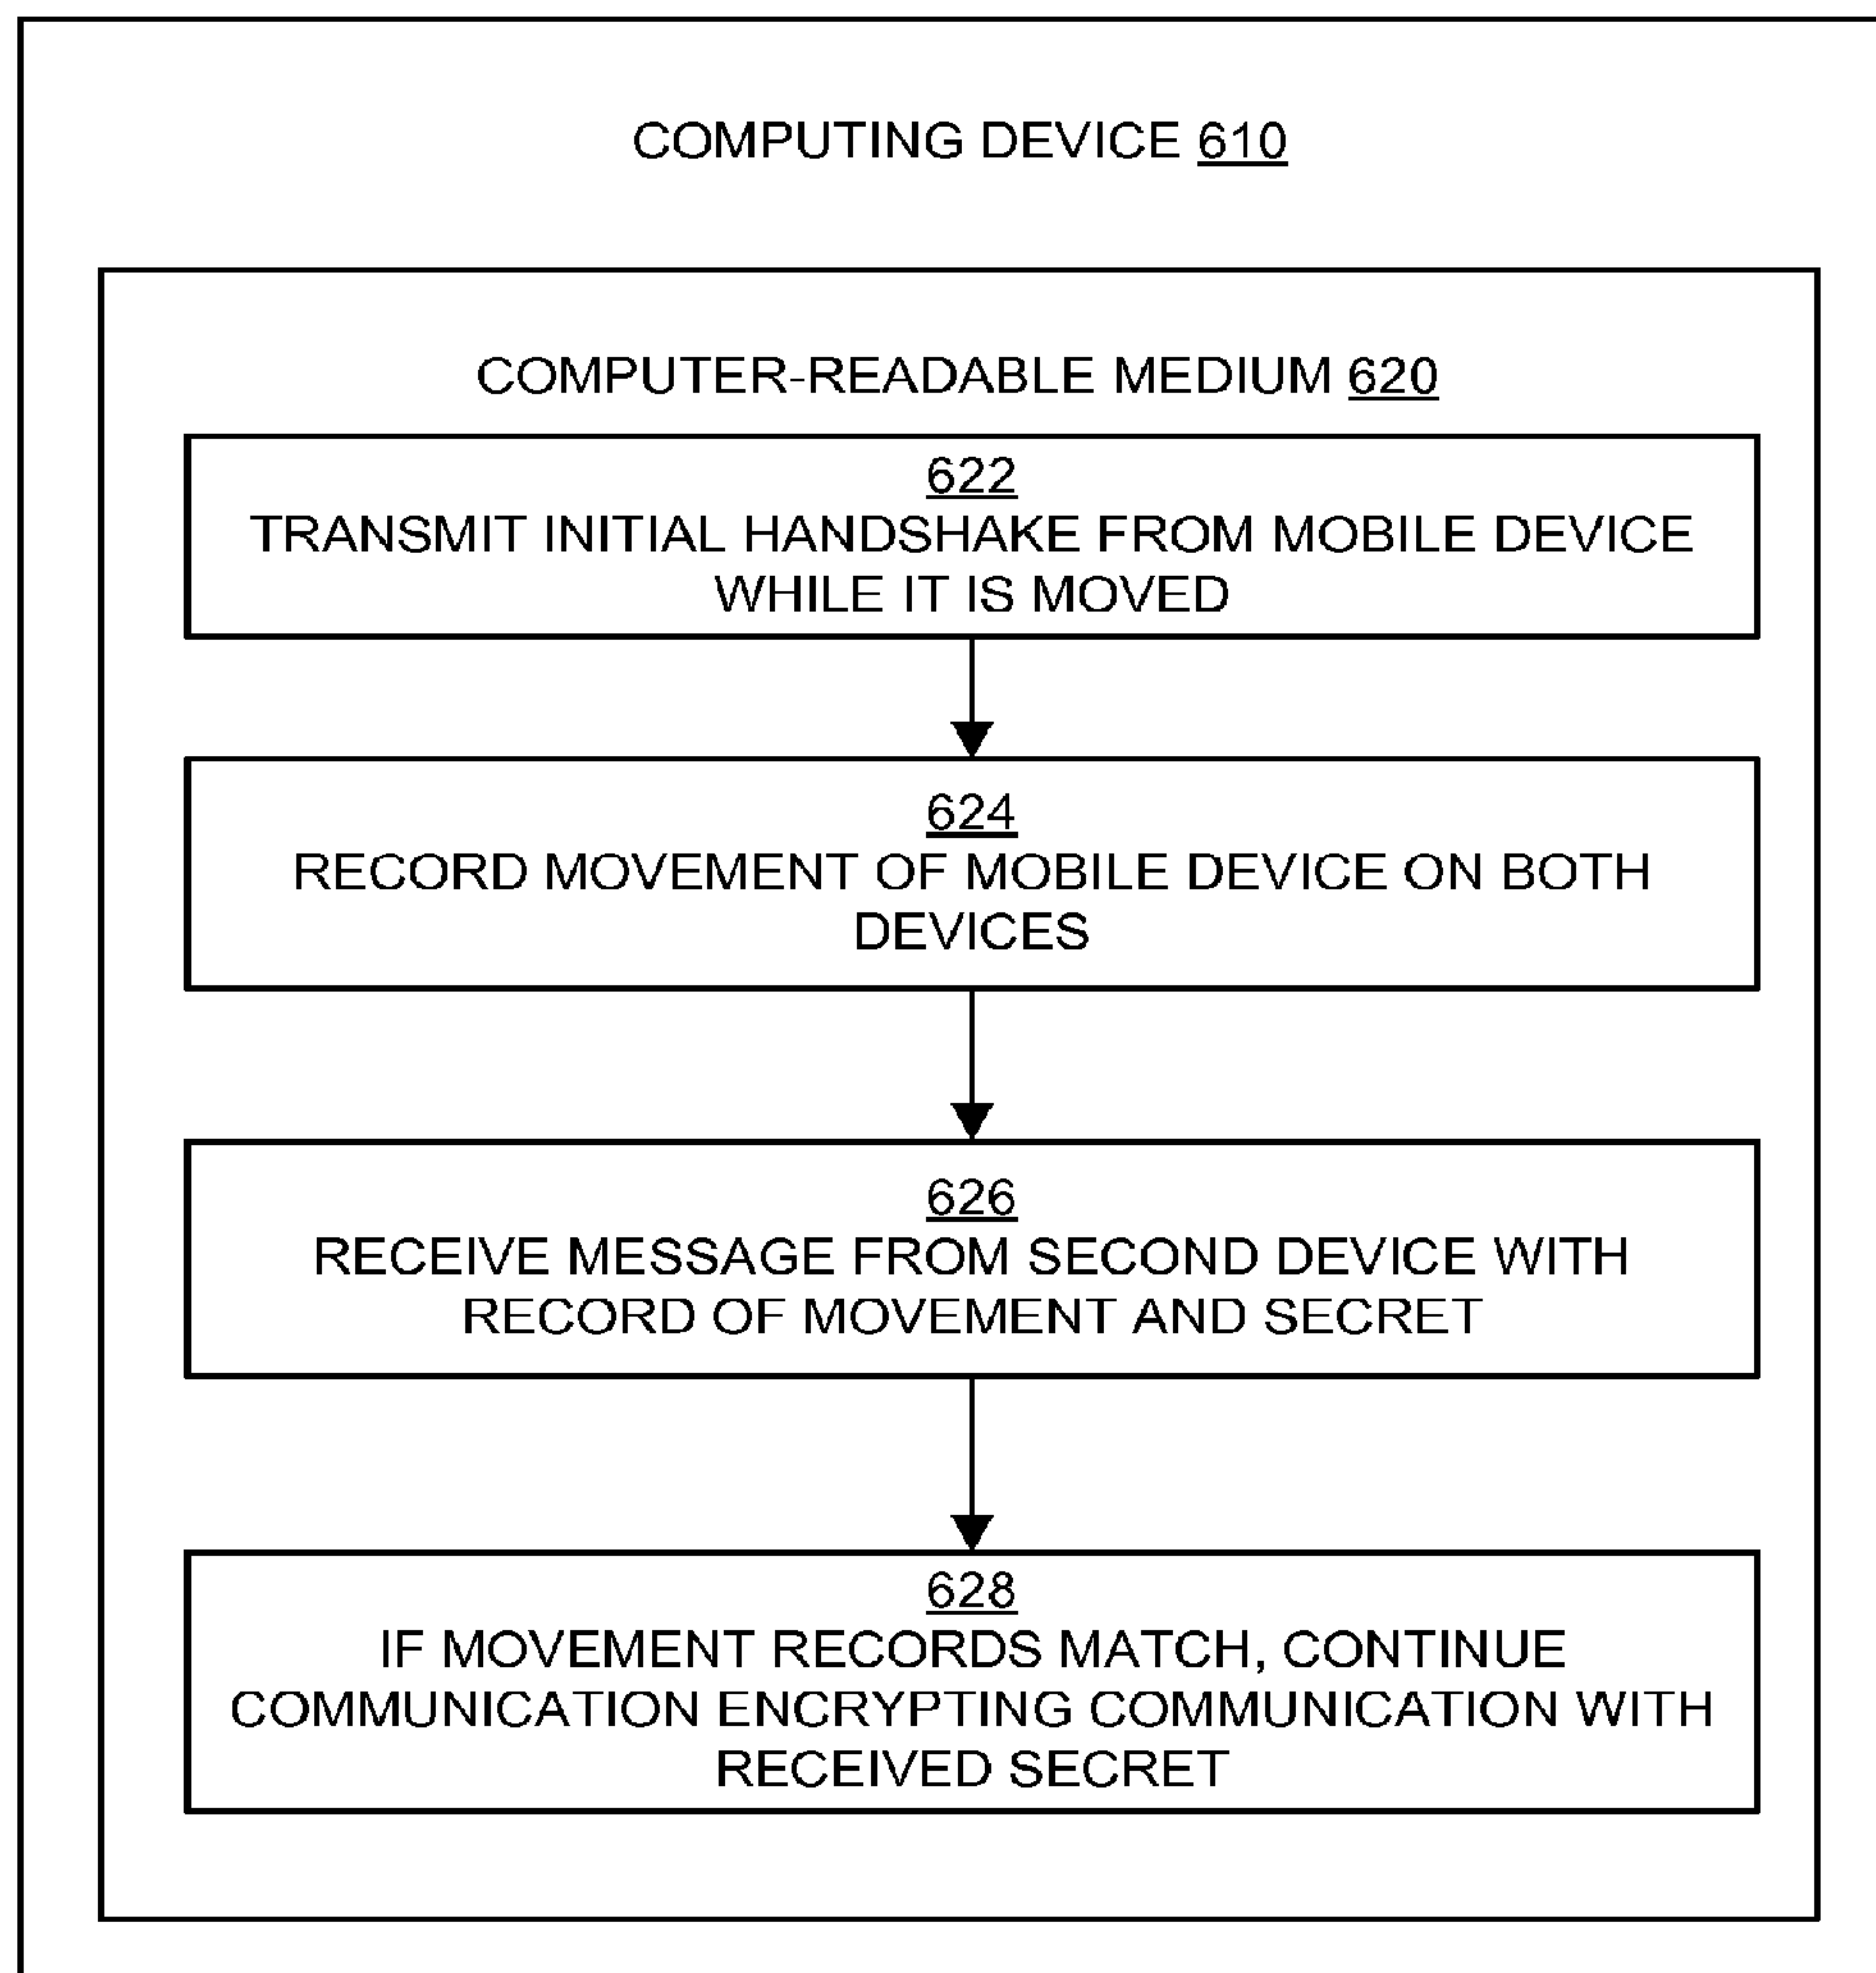 COMPUTING DEVICE 610
COMPUTER-READABLE MEDIUM 620
622
TRANSMIT INITIAL HANDSHAKE FROM MOBILE DEVICE
WHILE IT IS MOVED
624
RECORD MOVEMENT OF MOBILE DEVICE ON BOTH
DEVICES
626
RECEIVE MESSAGE FROM SECOND DEVICE WITH
RECORD OF MOVEMENT AND SECRET
628
IF MOVEMENT RECORDS MATCH, CONTINUE
COMMUNICATION ENCRYPTING COMMUNICATION WITH
RECEIVED SECRET